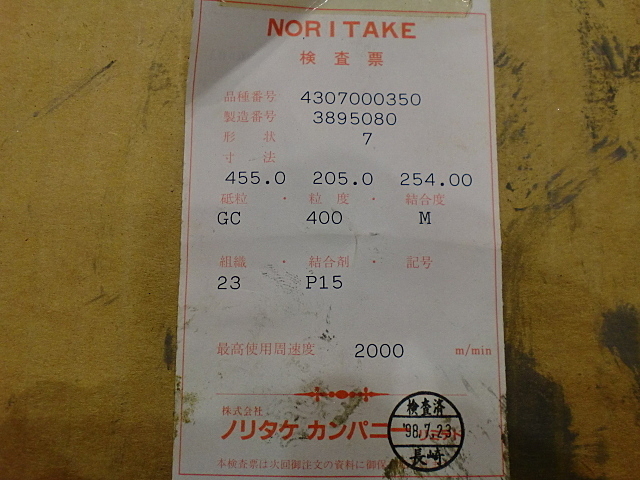 NORITAKE
検査票
品種番号 4307000350
製造番号 3895080
形 状 7
寸 法
455.0 205.0 254.00
砥粒 ・ 粒度 ・ 結合度
GC 400 M
組織 ・ 結合剤 ・ 記号
23 P15
最高使用周速度 2000 m/min
株式会社
ノリタケ カンパニー
検査済
'98.7.23
長崎
本検査票は次回御注文の資料に御保